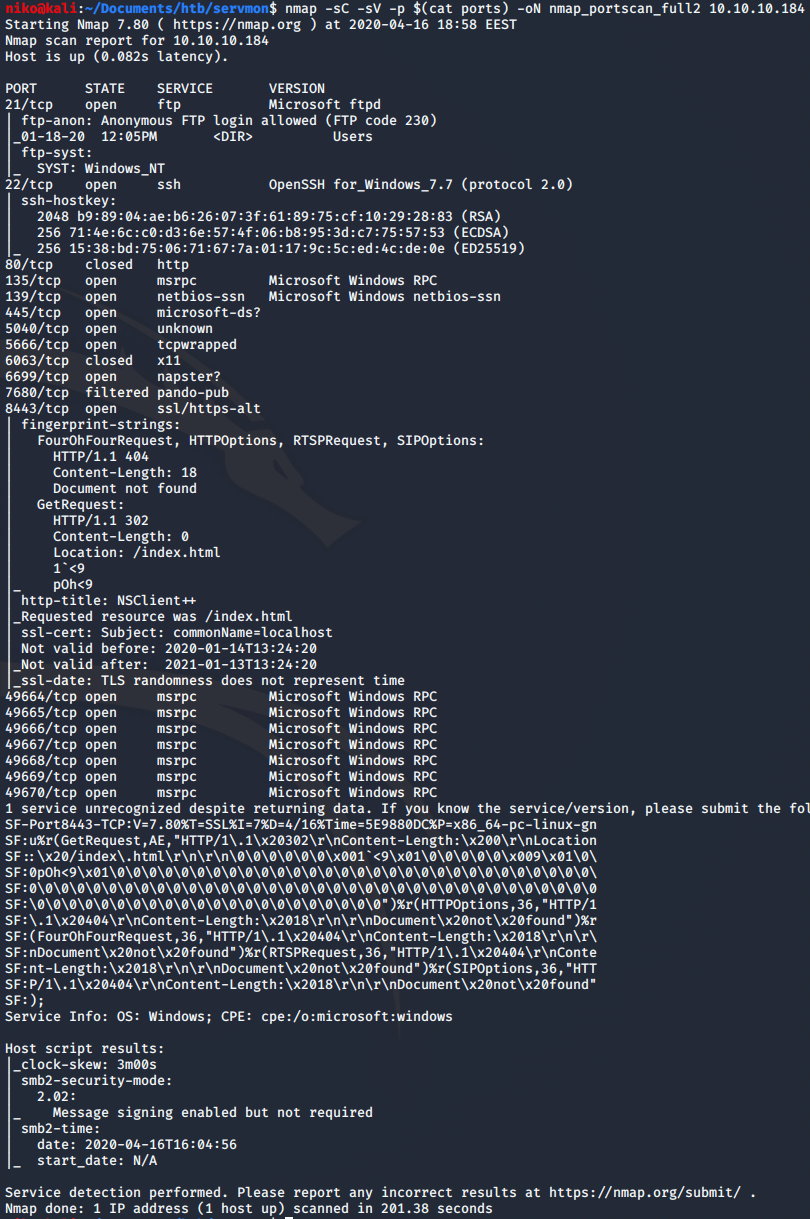 niko@kali:~/Documents/htb/servmon$ nmap -sC -sV -p $(cat ports) -oN nmap_portscan_full2 10.10.10.184
Starting Nmap 7.80 ( https://nmap.org ) at 2020-04-16 18:58 EEST
Nmap scan report for 10.10.10.184
Host is up (0.082s latency).

PORT      STATE    SERVICE       VERSION
21/tcp    open     ftp           Microsoft ftpd
| ftp-anon: Anonymous FTP login allowed (FTP code 230)
|_01-18-20  12:05PM       <DIR>          Users
| ftp-syst:
|_  SYST: Windows_NT
22/tcp    open     ssh           OpenSSH for_Windows_7.7 (protocol 2.0)
| ssh-hostkey:
|   2048 b9:89:04:ae:b6:26:07:3f:61:89:75:cf:10:29:28:83 (RSA)
|   256 71:4e:6c:c0:d3:6e:57:4f:06:b8:95:3d:c7:75:57:53 (ECDSA)
|_  256 15:38:bd:75:06:71:67:7a:01:17:9c:5c:ed:4c:de:0e (ED25519)
80/tcp    closed   http
135/tcp   open     msrpc         Microsoft Windows RPC
139/tcp   open     netbios-ssn   Microsoft Windows netbios-ssn
445/tcp   open     microsoft-ds?
5040/tcp  open     unknown
5666/tcp  open     tcpwrapped
6063/tcp  closed   x11
6699/tcp  open     napster?
7680/tcp  filtered pando-pub
8443/tcp  open     ssl/https-alt
| fingerprint-strings:
|   FourOhFourRequest, HTTPOptions, RTSPRequest, SIPOptions:
|     HTTP/1.1 404
|     Content-Length: 18
|     Document not found
|   GetRequest:
|     HTTP/1.1 302
|     Content-Length: 0
|     Location: /index.html
|     1`<9
|_    pOh<9
| http-title: NSClient++
|_Requested resource was /index.html
| ssl-cert: Subject: commonName=localhost
| Not valid before: 2020-01-14T13:24:20
|_Not valid after:  2021-01-13T13:24:20
|_ssl-date: TLS randomness does not represent time
49664/tcp open     msrpc         Microsoft Windows RPC
49665/tcp open     msrpc         Microsoft Windows RPC
49666/tcp open     msrpc         Microsoft Windows RPC
49667/tcp open     msrpc         Microsoft Windows RPC
49668/tcp open     msrpc         Microsoft Windows RPC
49669/tcp open     msrpc         Microsoft Windows RPC
49670/tcp open     msrpc         Microsoft Windows RPC
1 service unrecognized despite returning data. If you know the service/version, please submit the fol
SF-Port8443-TCP:V=7.80%T=SSL%I=7%D=4/16%Time=5E9880DC%P=x86_64-pc-linux-gn
SF:u%r(GetRequest,AE,"HTTP/1\.1\x20302\r\nContent-Length:\x200\r\nLocation
SF::\x20/index\.html\r\n\r\n\0\0\0\0\0\0\0\x001`<9\x01\0\0\0\0\0\x009\x01\0\
SF:0pOh<9\x01\0\0\0\0\0\0\0\0\0\0\0\0\0\0\0\0\0\0\0\0\0\0\0\0\0\0\0\0\0\
SF:0\0\0\0\0\0\0\0\0\0\0\0\0\0\0\0\0\0\0\0\0\0\0\0\0\0\0\0\0\0\0\0\0\0\0
SF:\0\0\0\0\0\0\0\0\0\0\0\0\0\0\0\0\0\0\0\0\0")%r(HTTPOptions,36,"HTTP/1
SF:\.1\x20404\r\nContent-Length:\x2018\r\n\r\nDocument\x20not\x20found")%r
SF:(FourOhFourRequest,36,"HTTP/1\.1\x20404\r\nContent-Length:\x2018\r\n\r\
SF:nDocument\x20not\x20found")%r(RTSPRequest,36,"HTTP/1\.1\x20404\r\nConte
SF:nt-Length:\x2018\r\n\r\nDocument\x20not\x20found")%r(SIPOptions,36,"HTT
SF:P/1\.1\x20404\r\nContent-Length:\x2018\r\n\r\nDocument\x20not\x20found"
SF:);
Service Info: OS: Windows; CPE: cpe:/o:microsoft:windows

Host script results:
|_clock-skew: 3m00s
| smb2-security-mode:
|   2.02:
|_    Message signing enabled but not required
| smb2-time:
|   date: 2020-04-16T16:04:56
|_  start_date: N/A

Service detection performed. Please report any incorrect results at https://nmap.org/submit/ .
Nmap done: 1 IP address (1 host up) scanned in 201.38 seconds